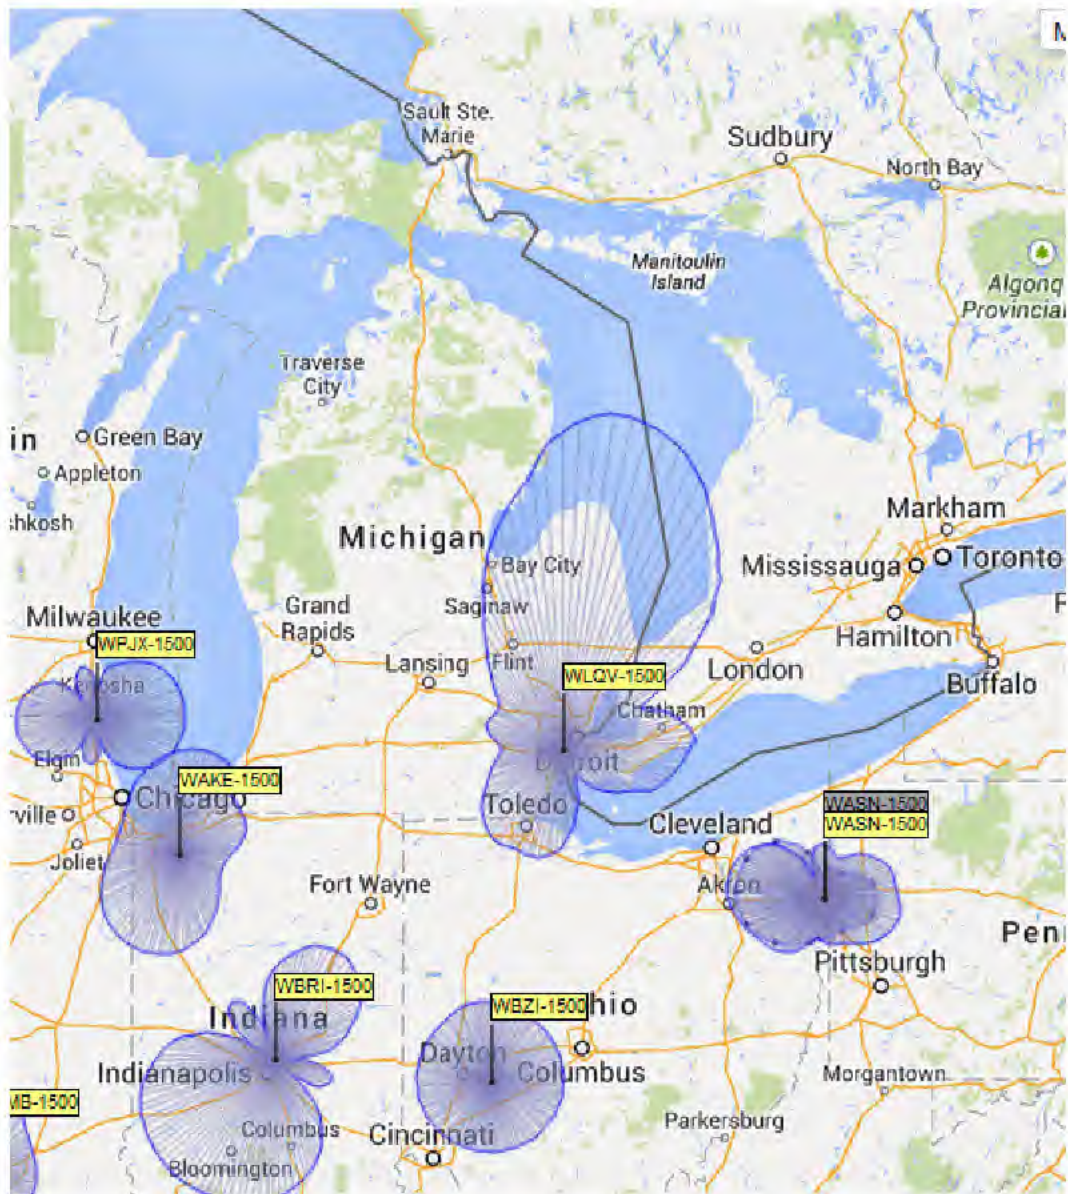 M
Sault Ste.
Marie
Sudbury
North Bay
Manitoulin
Island
Algonq
Provincial
Traverse
City
in
Green Bay
Appleton
shkosh
Markham
Michigan
Bay City
Mississauga
Toronto
Saginaw
Grand
Rapids
Milwaukee
Hamilton
Lansing
Flint
London
Buffalo
WPJX-1500
WLQV-1500
Kenosha
Chatham
Elgin
Detroit
WAKE-1500
Chicago
rville
Toledo
WASN-1500
WASN-1500
Cleveland
Joliet
Fort Wayne
Akron
Penn
Pittsburgh
WBRI-1500
WBZI-1500
hio
Indiana
Dayton
Indianapolis
Columbus
Morgantown
MB-1500
Parkersburg
Columbus
Cincinnati
Bloomington